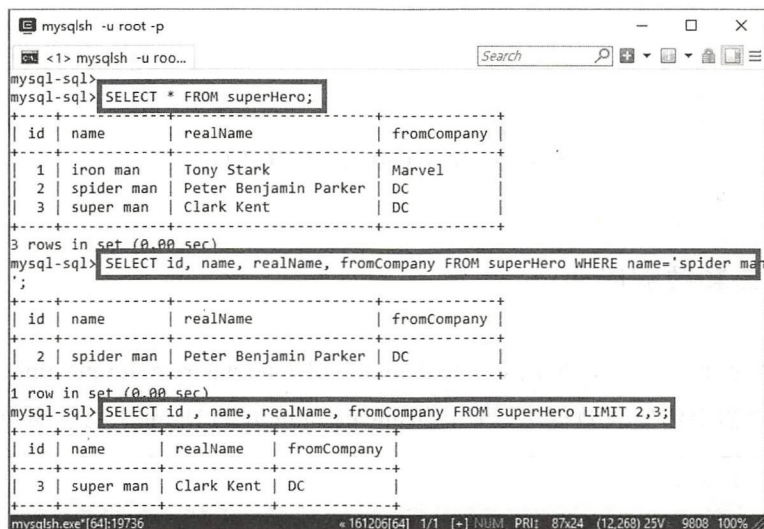 mysqlsh -u root -p
<1> mysqlsh -u roo...
Search
mysql-sql>
mysql-sql> SELECT * FROM superHero;
+----+------------+-----------------------+-------------+
| id | name | realName | fromCompany |
+----+------------+-----------------------+-------------+
| 1 | iron man | Tony Stark | Marvel |
| 2 | spider man | Peter Benjamin Parker | DC |
| 3 | super man | Clark Kent | DC |
+----+------------+-----------------------+-------------+
3 rows in set (0.00 sec)
mysql-sql> SELECT id, name, realName, fromCompany FROM superHero WHERE name='spider man
';
+----+------------+-----------------------+-------------+
| id | name | realName | fromCompany |
+----+------------+-----------------------+-------------+
| 2 | spider man | Peter Benjamin Parker | DC |
+----+------------+-----------------------+-------------+
1 row in set (0.00 sec)
mysql-sql> SELECT id , name, realName, fromCompany FROM superHero LIMIT 2,3;
+----+-----------+------------+-------------+
| id | name | realName | fromCompany |
+----+-----------+------------+-------------+
| 3 | super man | Clark Kent | DC |
+----+-----------+------------+-------------+
mysqlsh.exe*[64]:19736 « 161206[64] 1/1 [+] NUM PRI: 87x24 (12,268) 25V 9808 100%